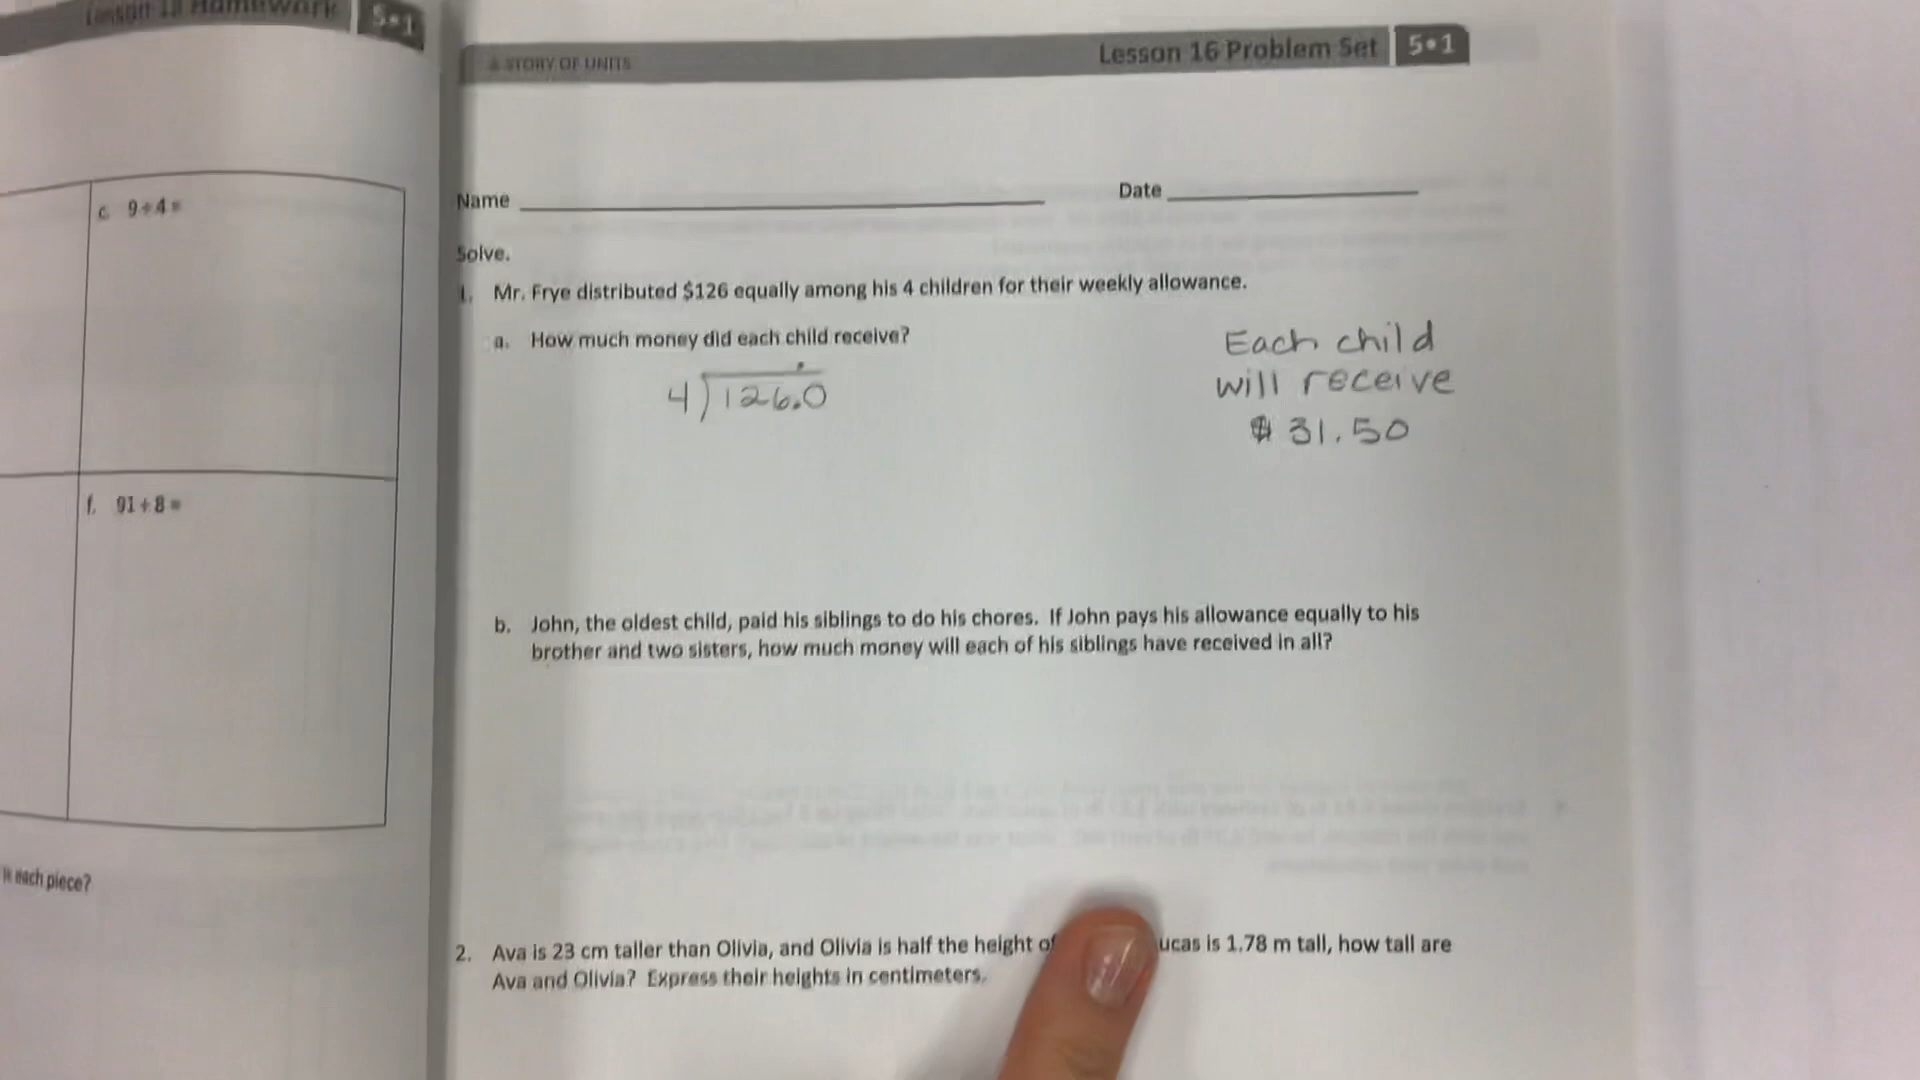 Homework 5•1
c. 9 ÷ 4 =
f. 91 ÷ 8 =
each piece?
A STORY OF UNITS
Lesson 16 Problem Set 5•1
Name
Date
Solve.
1. Mr. Frye distributed $126 equally among his 4 children for their weekly allowance.
a. How much money did each child receive?
4)126.0
Each child
will receive
$ 31.50
b. John, the oldest child, paid his siblings to do his chores. If John pays his allowance equally to his
brother and two sisters, how much money will each of his siblings have received in all?
2. Ava is 23 cm taller than Olivia, and Olivia is half the height of ucas is 1.78 m tall, how tall are
Ava and Olivia? Express their heights in centimeters.